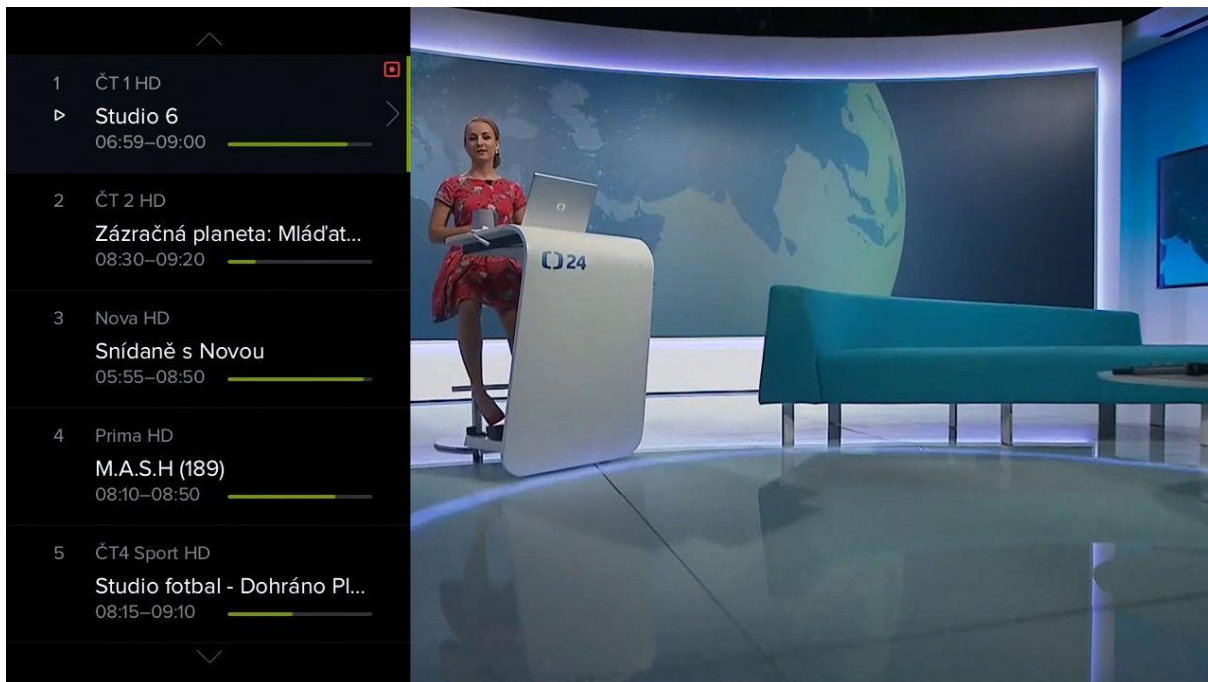 1 ČT 1 HD
Studio 6
06:59–09:00
2 ČT 2 HD
Zázračná planeta: Mláďat...
08:30–09:20
3 Nova HD
Snídaně s Novou
05:55–08:50
4 Prima HD
M.A.S.H (189)
08:10–08:50
5 ČT4 Sport HD
Studio fotbal - Dohráno Pl...
08:15–09:10
24